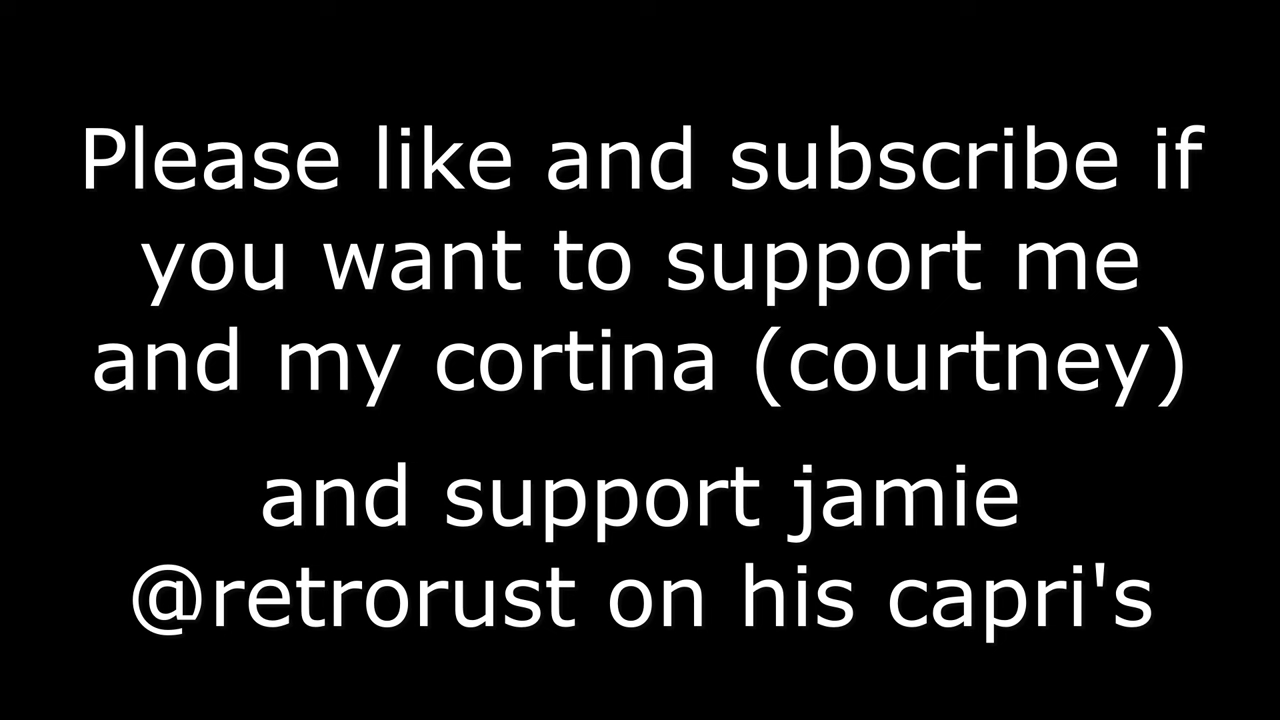 Please like and subscribe if
you want to support me
and my cortina (courtney)
and support jamie
@retrorust on his capri's